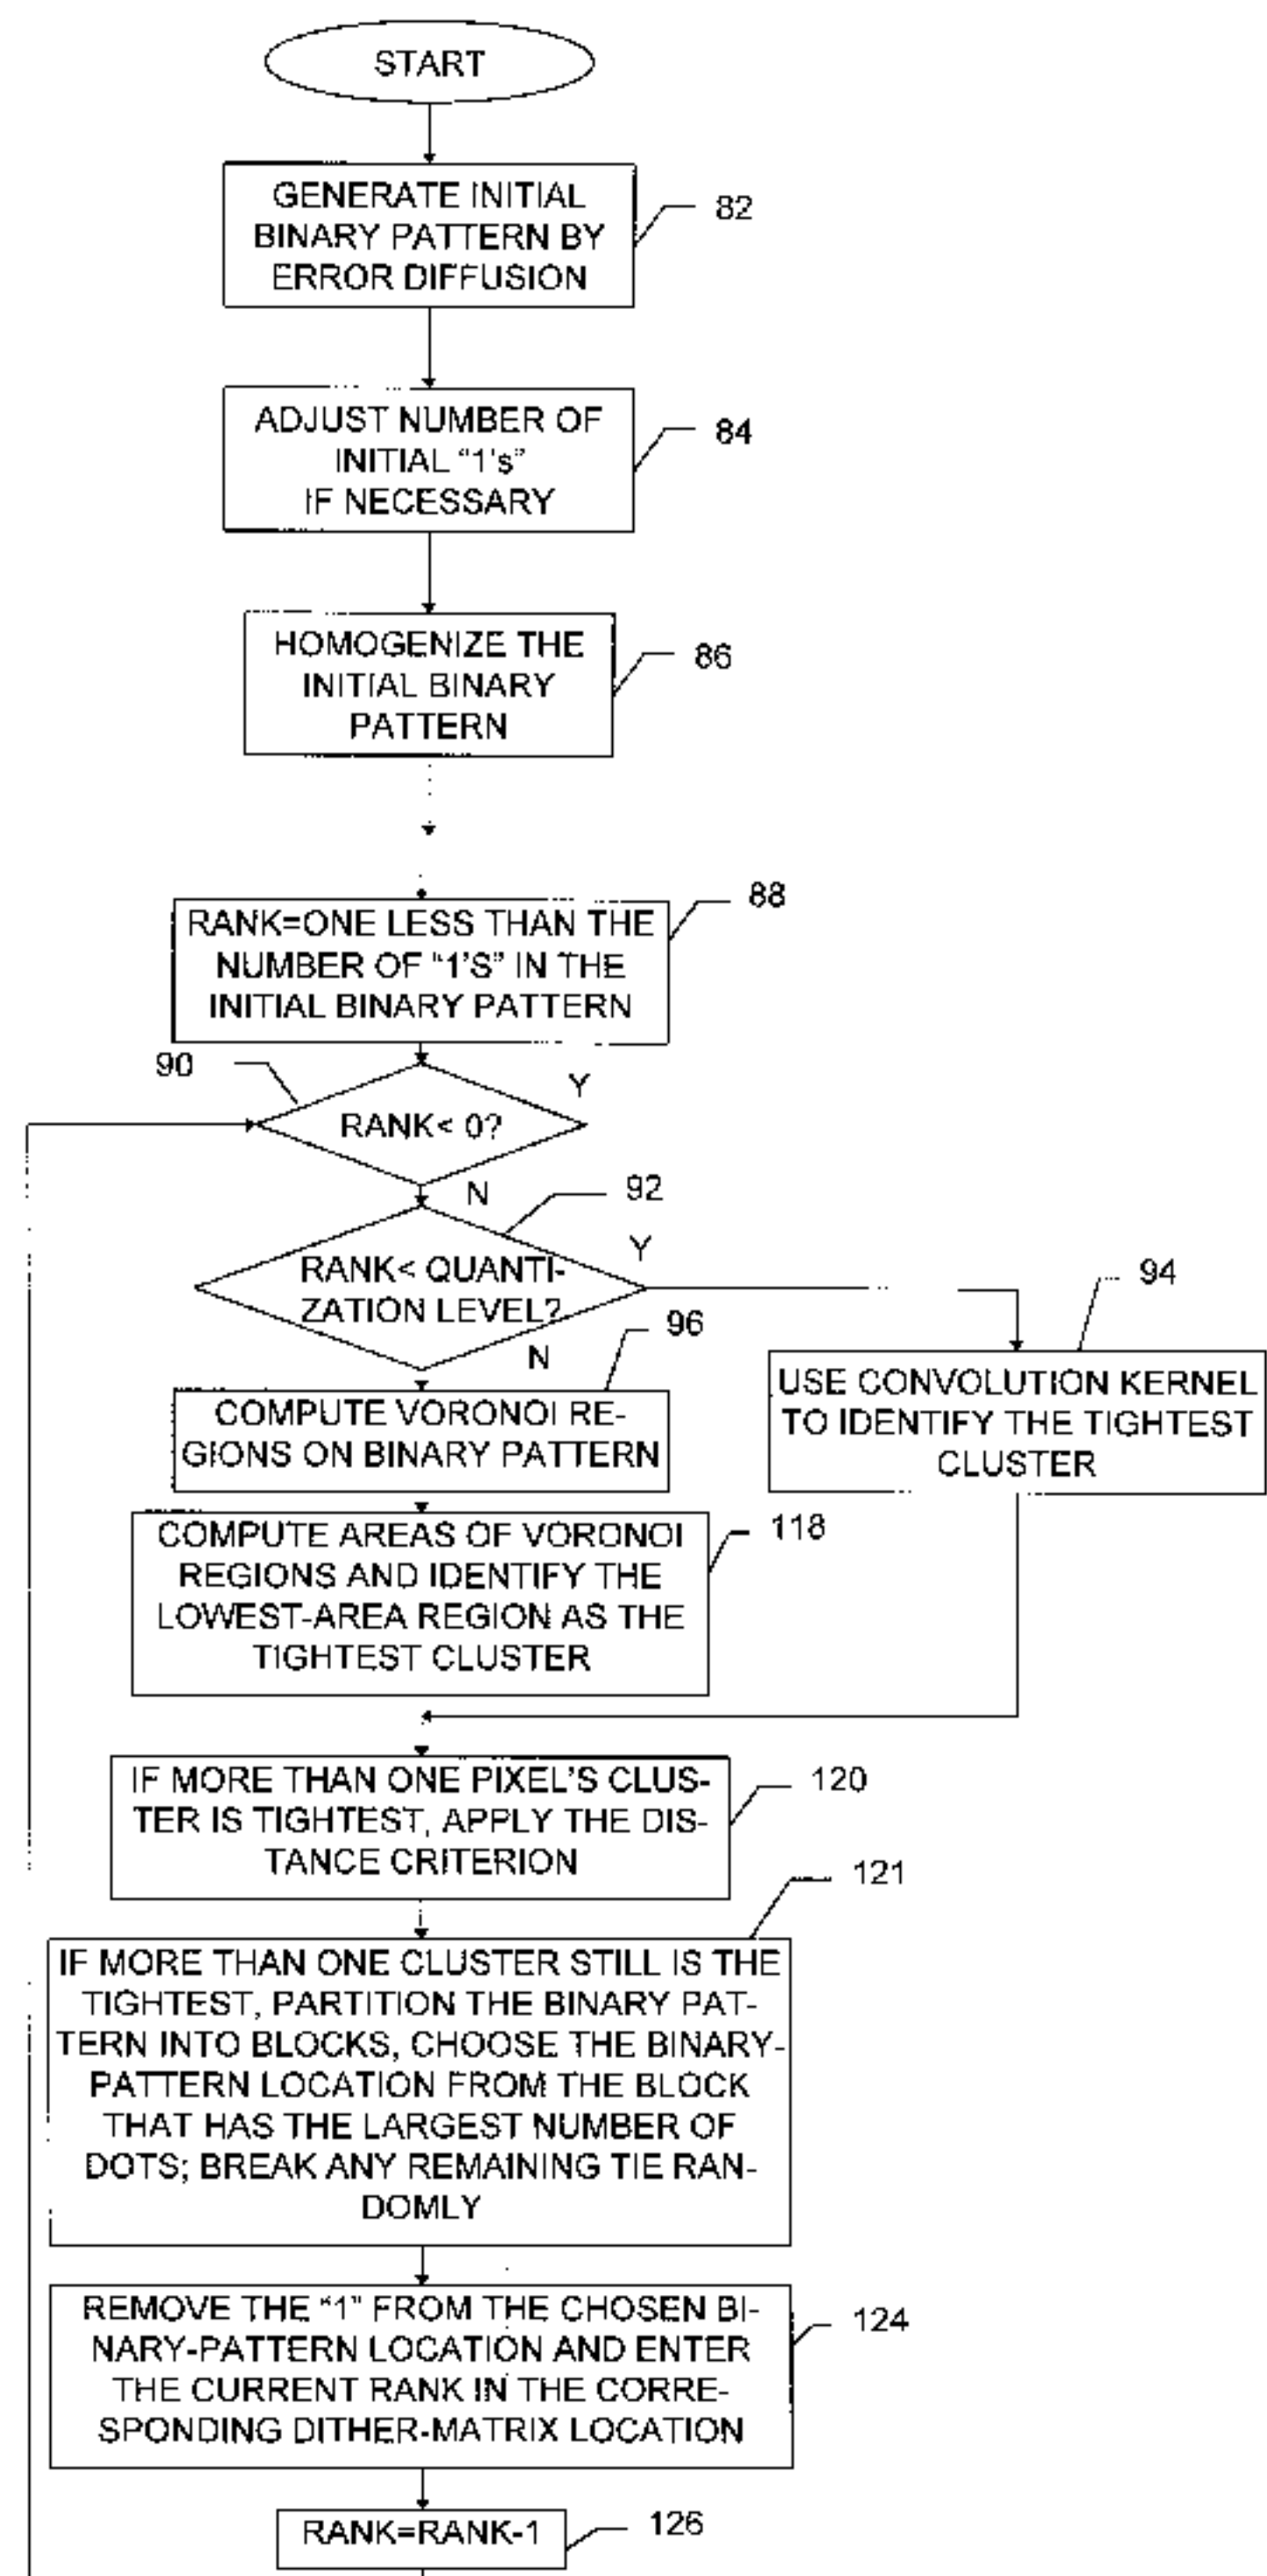 START
GENERATE INITIAL
BINARY PATTERN BY
ERROR DIFFUSION
82
ADJUST NUMBER OF
INITIAL “1's”
IF NECESSARY
84
HOMOGENIZE THE
INITIAL BINARY
PATTERN
86
RANK=ONE LESS THAN THE
NUMBER OF “1'S” IN THE
INITIAL BINARY PATTERN
88
90
RANK< 0?
Y
N
92
RANK< QUANTI-
ZATION LEVEL?
Y
N
94
USE CONVOLUTION KERNEL
TO IDENTIFY THE TIGHTEST
CLUSTER
96
COMPUTE VORONOI RE-
GIONS ON BINARY PATTERN
COMPUTE AREAS OF VORONOI
REGIONS AND IDENTIFY THE
LOWEST-AREA REGION AS THE
TIGHTEST CLUSTER
118
IF MORE THAN ONE PIXEL'S CLUS-
TER IS TIGHTEST, APPLY THE DIS-
TANCE CRITERION
120
121
IF MORE THAN ONE CLUSTER STILL IS THE
TIGHTEST, PARTITION THE BINARY PAT-
TERN INTO BLOCKS, CHOOSE THE BINARY-
PATTERN LOCATION FROM THE BLOCK
THAT HAS THE LARGEST NUMBER OF
DOTS; BREAK ANY REMAINING TIE RAN-
DOMLY
REMOVE THE “1” FROM THE CHOSEN BI-
NARY-PATTERN LOCATION AND ENTER
THE CURRENT RANK IN THE CORRE-
SPONDING DITHER-MATRIX LOCATION
124
RANK=RANK-1
126